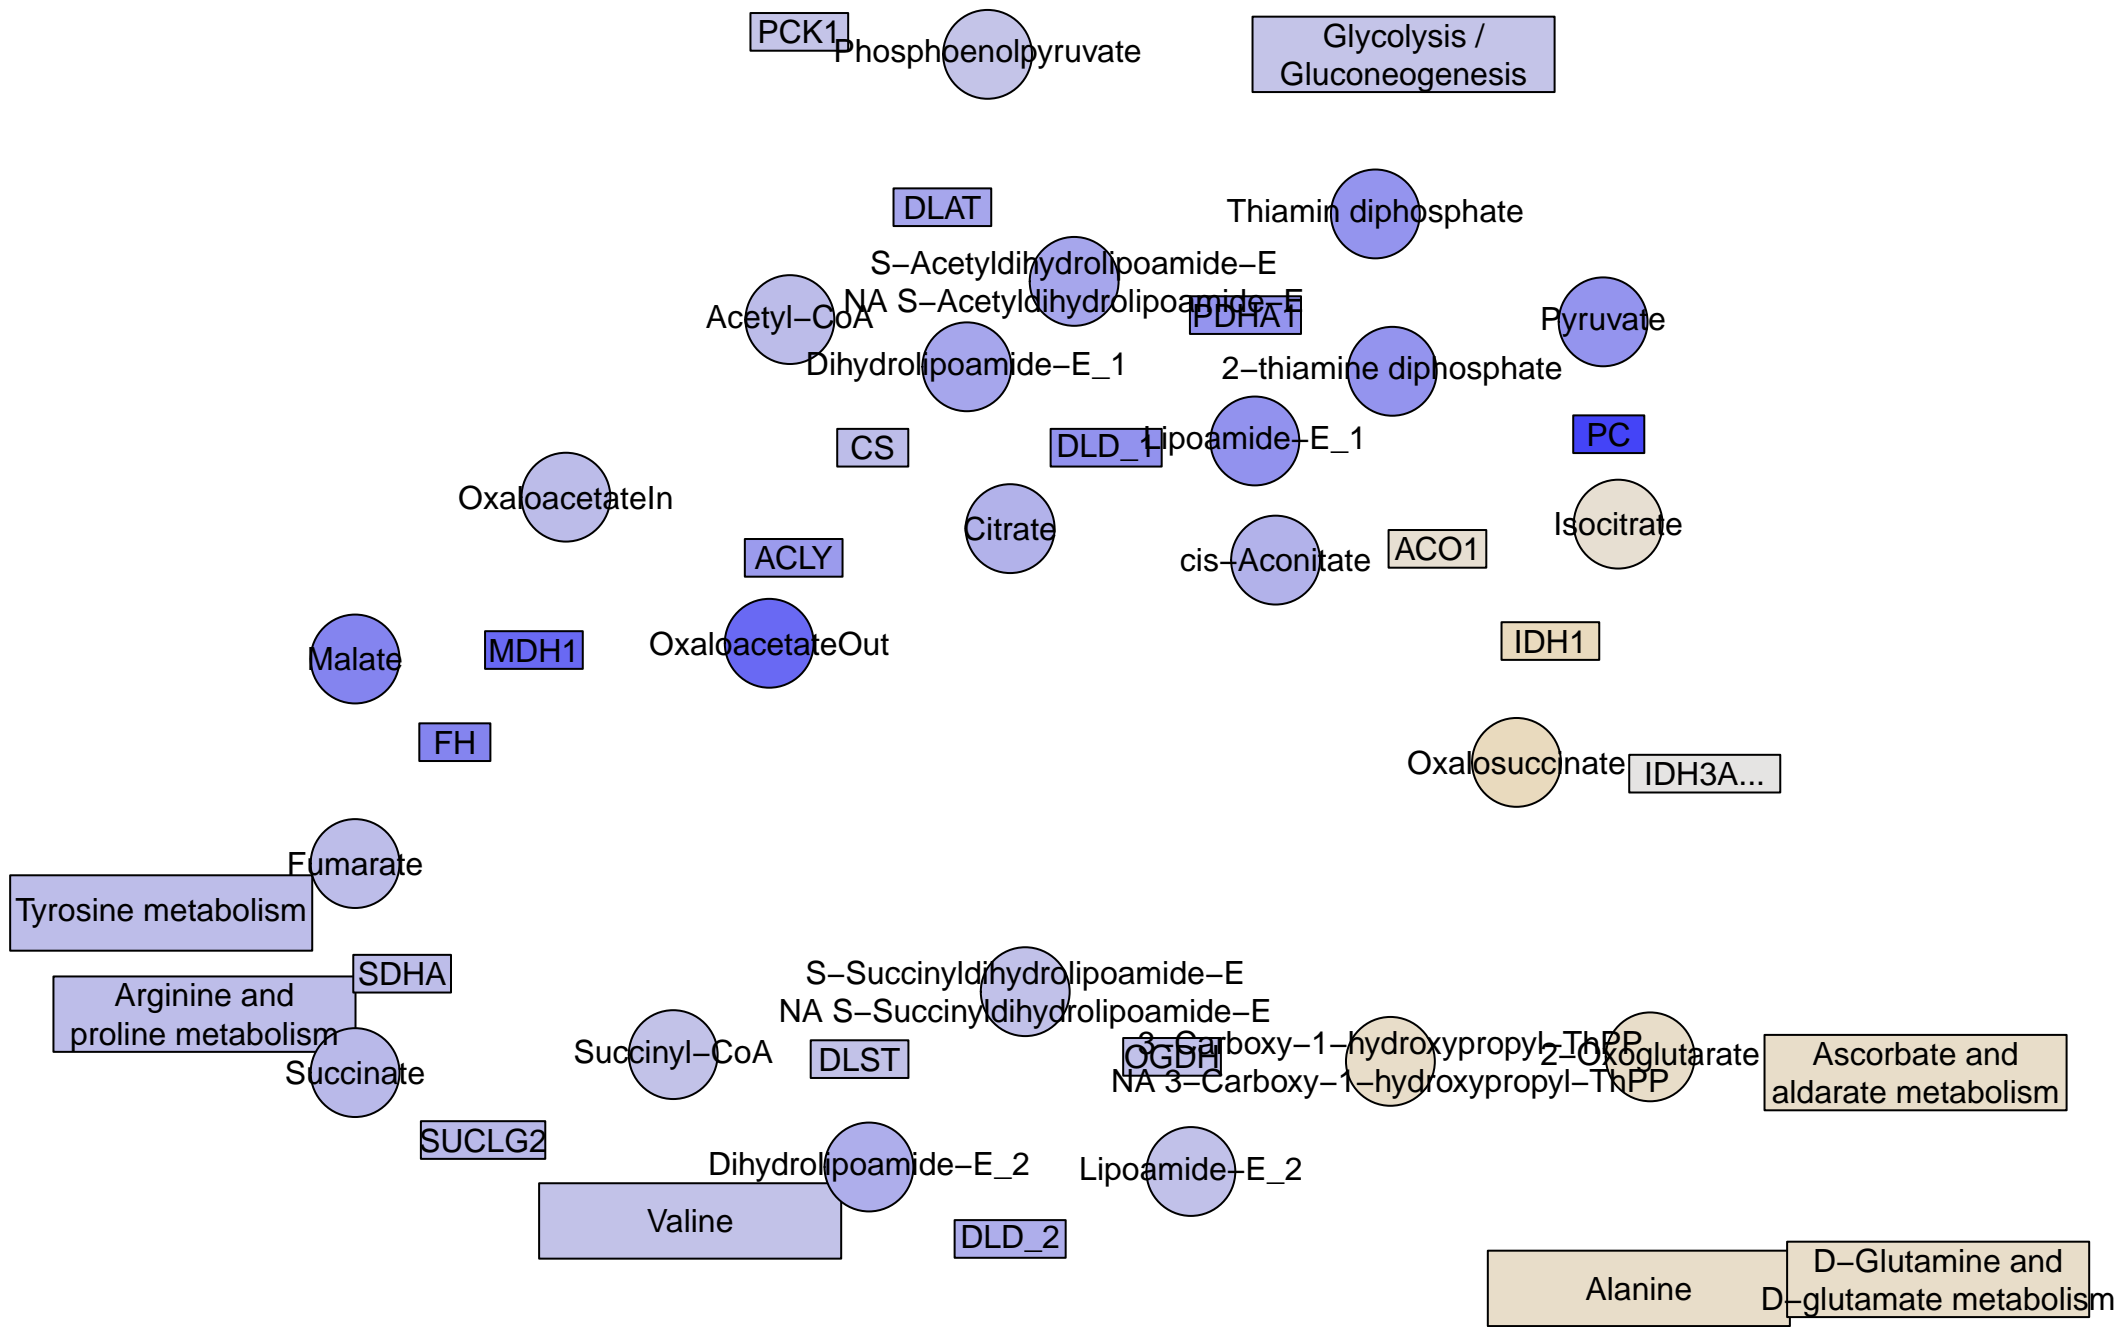 PCK1
Phosphoenolpyruvate
Glycolysis /
Gluconeogenesis
DLAT
Thiamin diphosphate
S−Acetyldihydrolipoamide−E
NA S−Acetyldihydrolipoamide−E
Acetyl−CoA
PDHA1
Pyruvate
Dihydrolipoamide−E_1
2−thiamine diphosphate
CS
DLD_1
Lipoamide−E_1
PC
OxaloacetateIn
Citrate
Isocitrate
ACLY
cis−Aconitate
ACO1
Malate
MDH1
OxaloacetateOut
IDH1
FH
Oxalosuccinate
IDH3A...
Fumarate
Tyrosine metabolism
SDHA
Arginine and
proline metabolism
Succinate
S−Succinyldihydrolipoamide−E
NA S−Succinyldihydrolipoamide−E
Succinyl−CoA
DLST
OGDH
3−Carboxy−1−hydroxypropyl−ThPP
NA 3−Carboxy−1−hydroxypropyl−ThPP
2−Oxoglutarate
Ascorbate and
aldarate metabolism
SUCLG2
Dihydrolipoamide−E_2
Lipoamide−E_2
Valine
DLD_2
Alanine
D−Glutamine and
D−glutamate metabolism